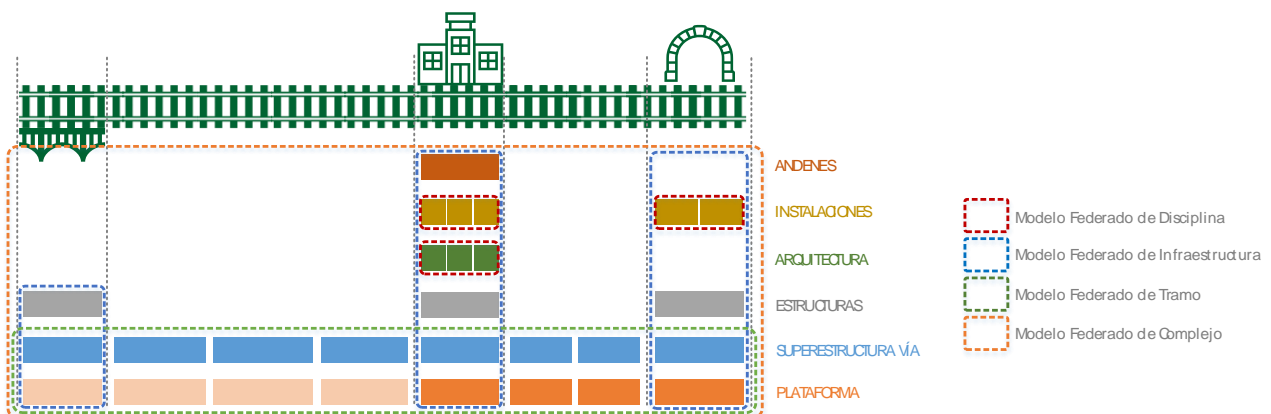 ANDENES
INSTALACIONES
ARQUITECTURA
ESTRUCTURAS
SUPERESTRUCTURA VÍA
PLATAFORMA
Modelo Federado de Disciplina
Modelo Federado de Infraestructura
Modelo Federado de Tramo
Modelo Federado de Complejo